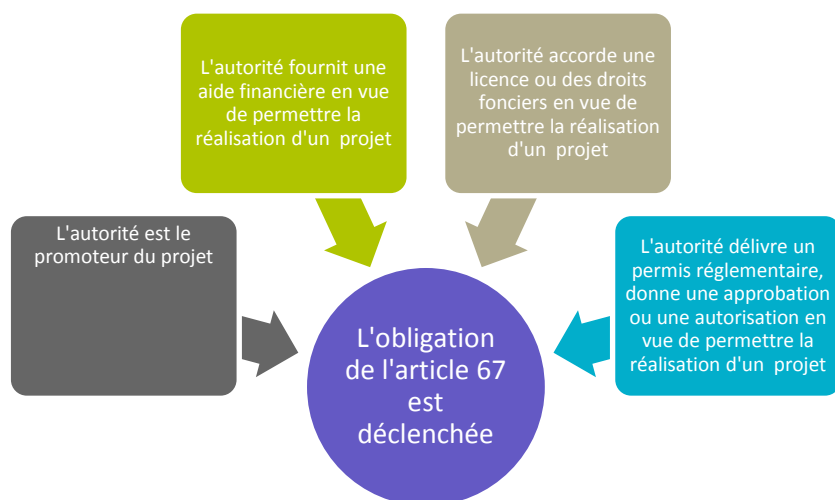 L'autorité fournit une
aide financière en vue
de permettre la
réalisation d'un projet
L'autorité accorde une
licence ou des droits
fonciers en vue de
permettre la réalisation
d'un projet
L'autorité est le
promoteur du projet
L'autorité délivre un
permis réglementaire,
donne une approbation
ou une autorisation en
vue de permettre la
réalisation d'un projet
L'obligation
de l'article 67
est
déclenchée